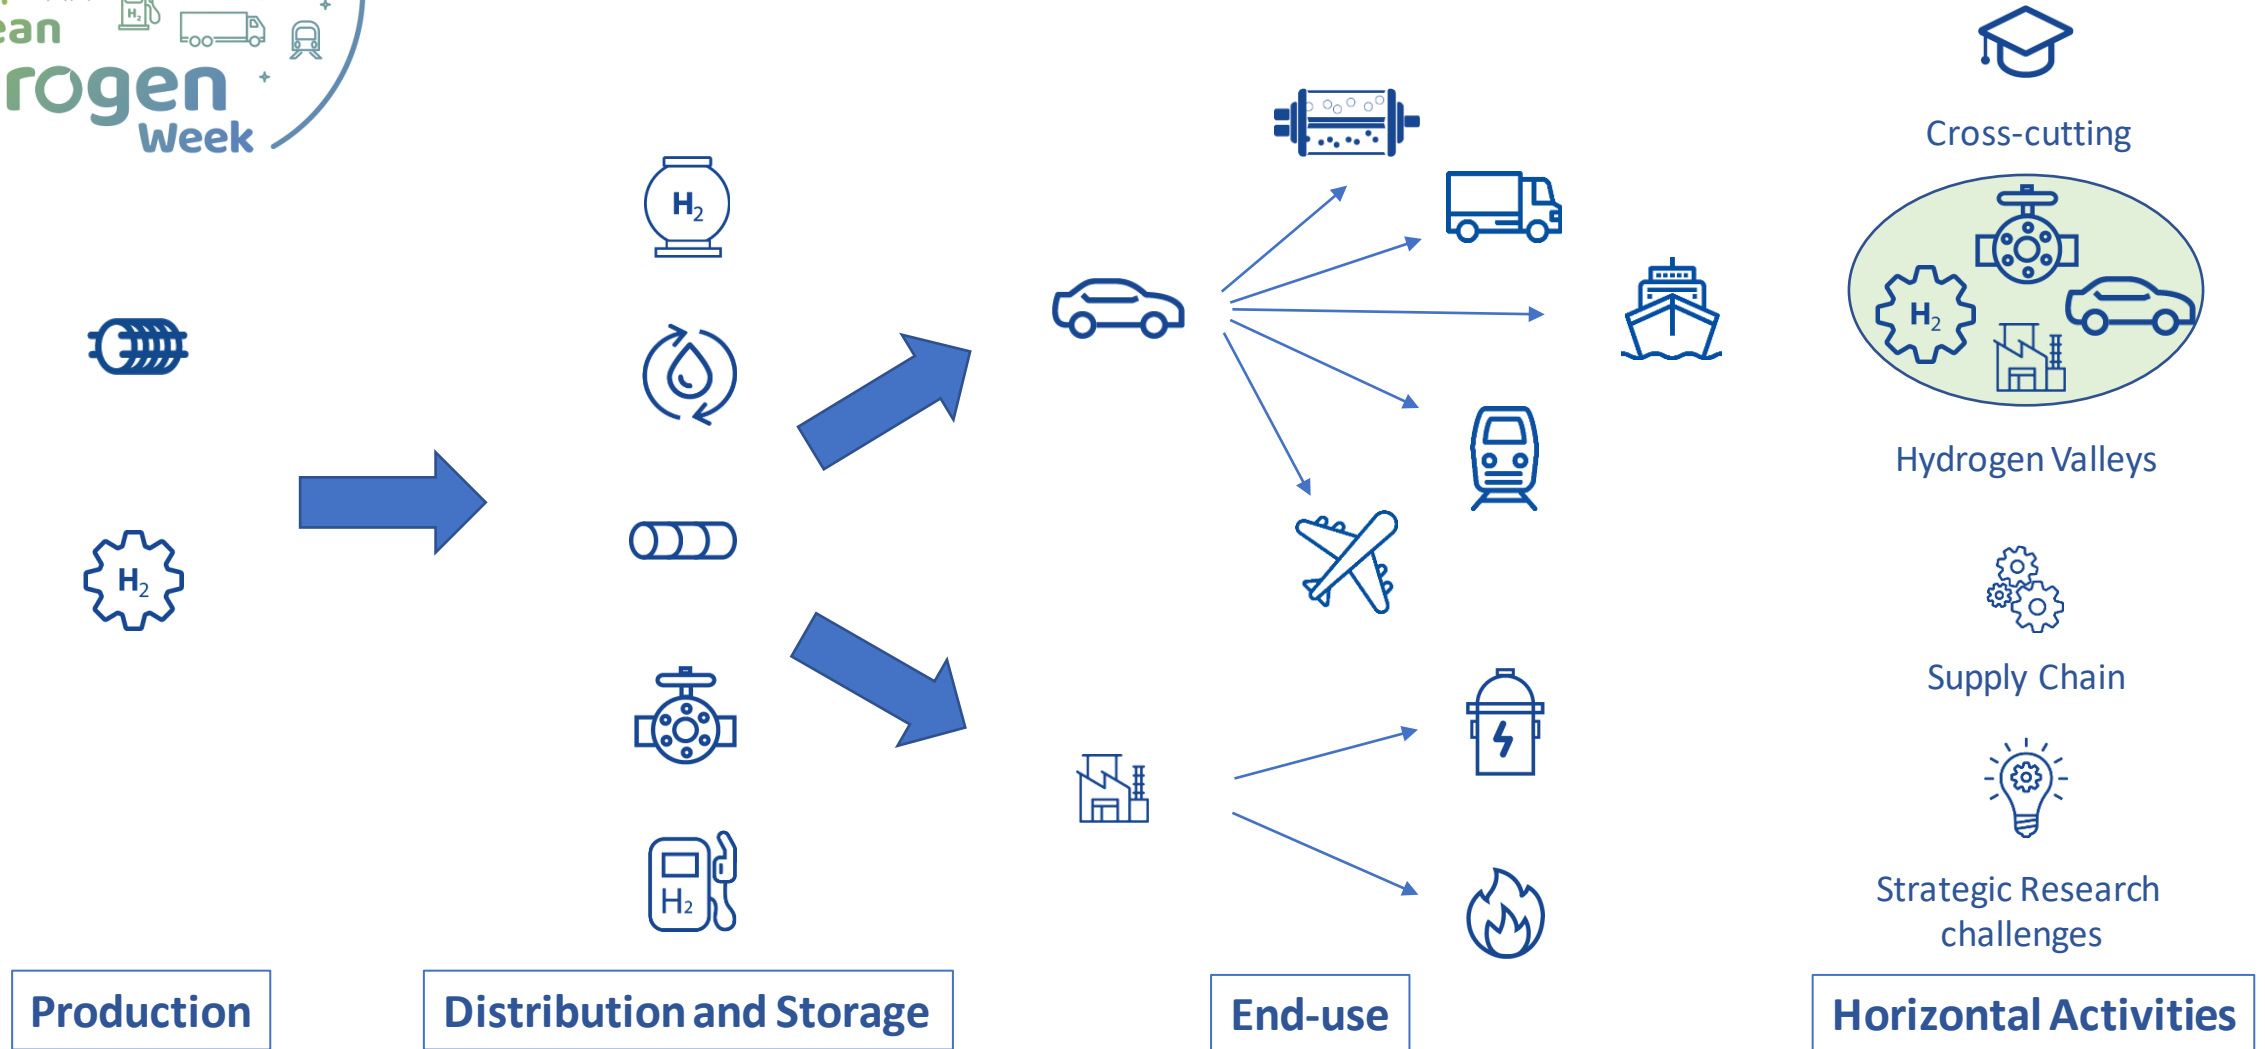 rogen
Week
H2
H2
H2
H2
H2
Cross-cutting
Hydrogen Valleys
Supply Chain
Strategic Research
challenges
Production
Distribution and Storage
End-use
Horizontal Activities